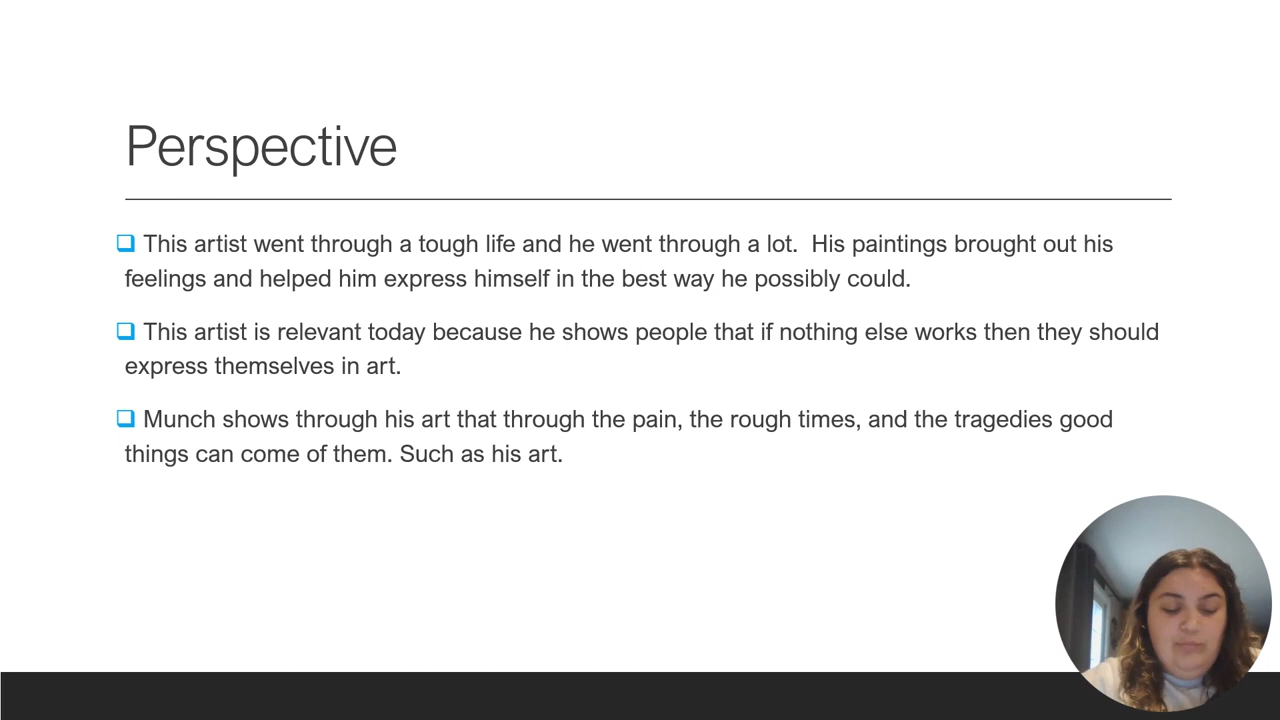 Perspective
This artist went through a tough life and he went through a lot.  His paintings brought out his
feelings and helped him express himself in the best way he possibly could.
This artist is relevant today because he shows people that if nothing else works then they should
express themselves in art.
Munch shows through his art that through the pain, the rough times, and the tragedies good
things can come of them. Such as his art.